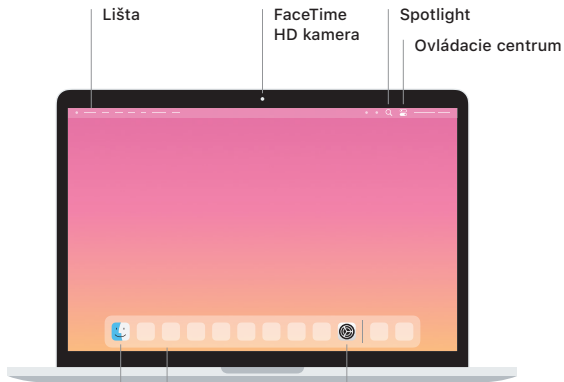 Lišta
FaceTime
HD kamera
Spotlight
Ovládacie centrum